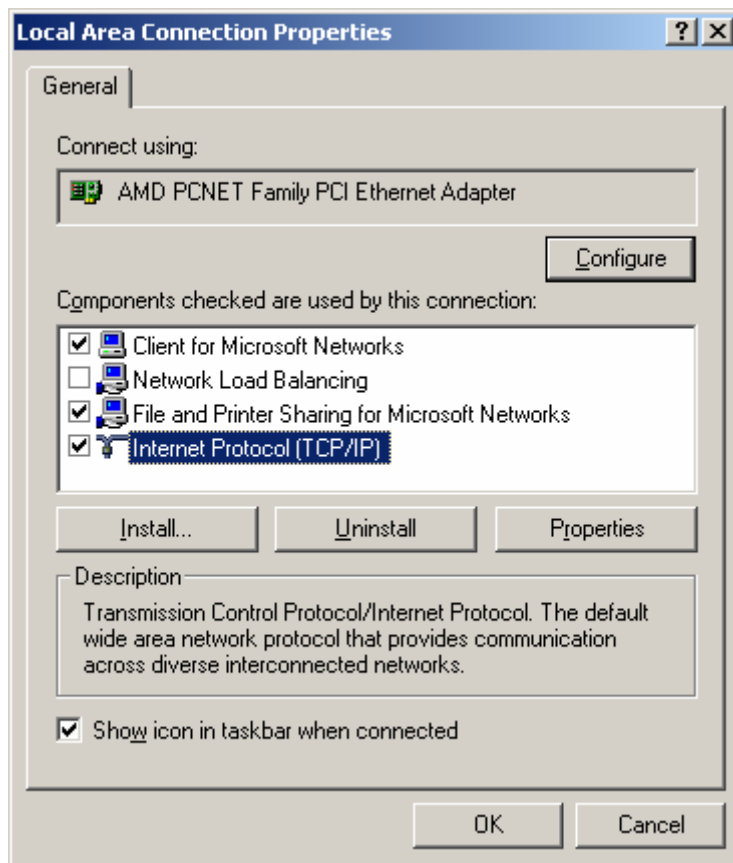 Local Area Connection Properties
General
Connect using:
AMD PCNET Family PCI Ethernet Adapter
Configure
Components checked are used by this connection:
Client for Microsoft Networks
Network Load Balancing
File and Printer Sharing for Microsoft Networks
Internet Protocol (TCP/IP)
Install... Uninstall Properties
Description
Transmission Control Protocol/Internet Protocol. The default
wide area network protocol that provides communication
across diverse interconnected networks.
Show icon in taskbar when connected
OK Cancel